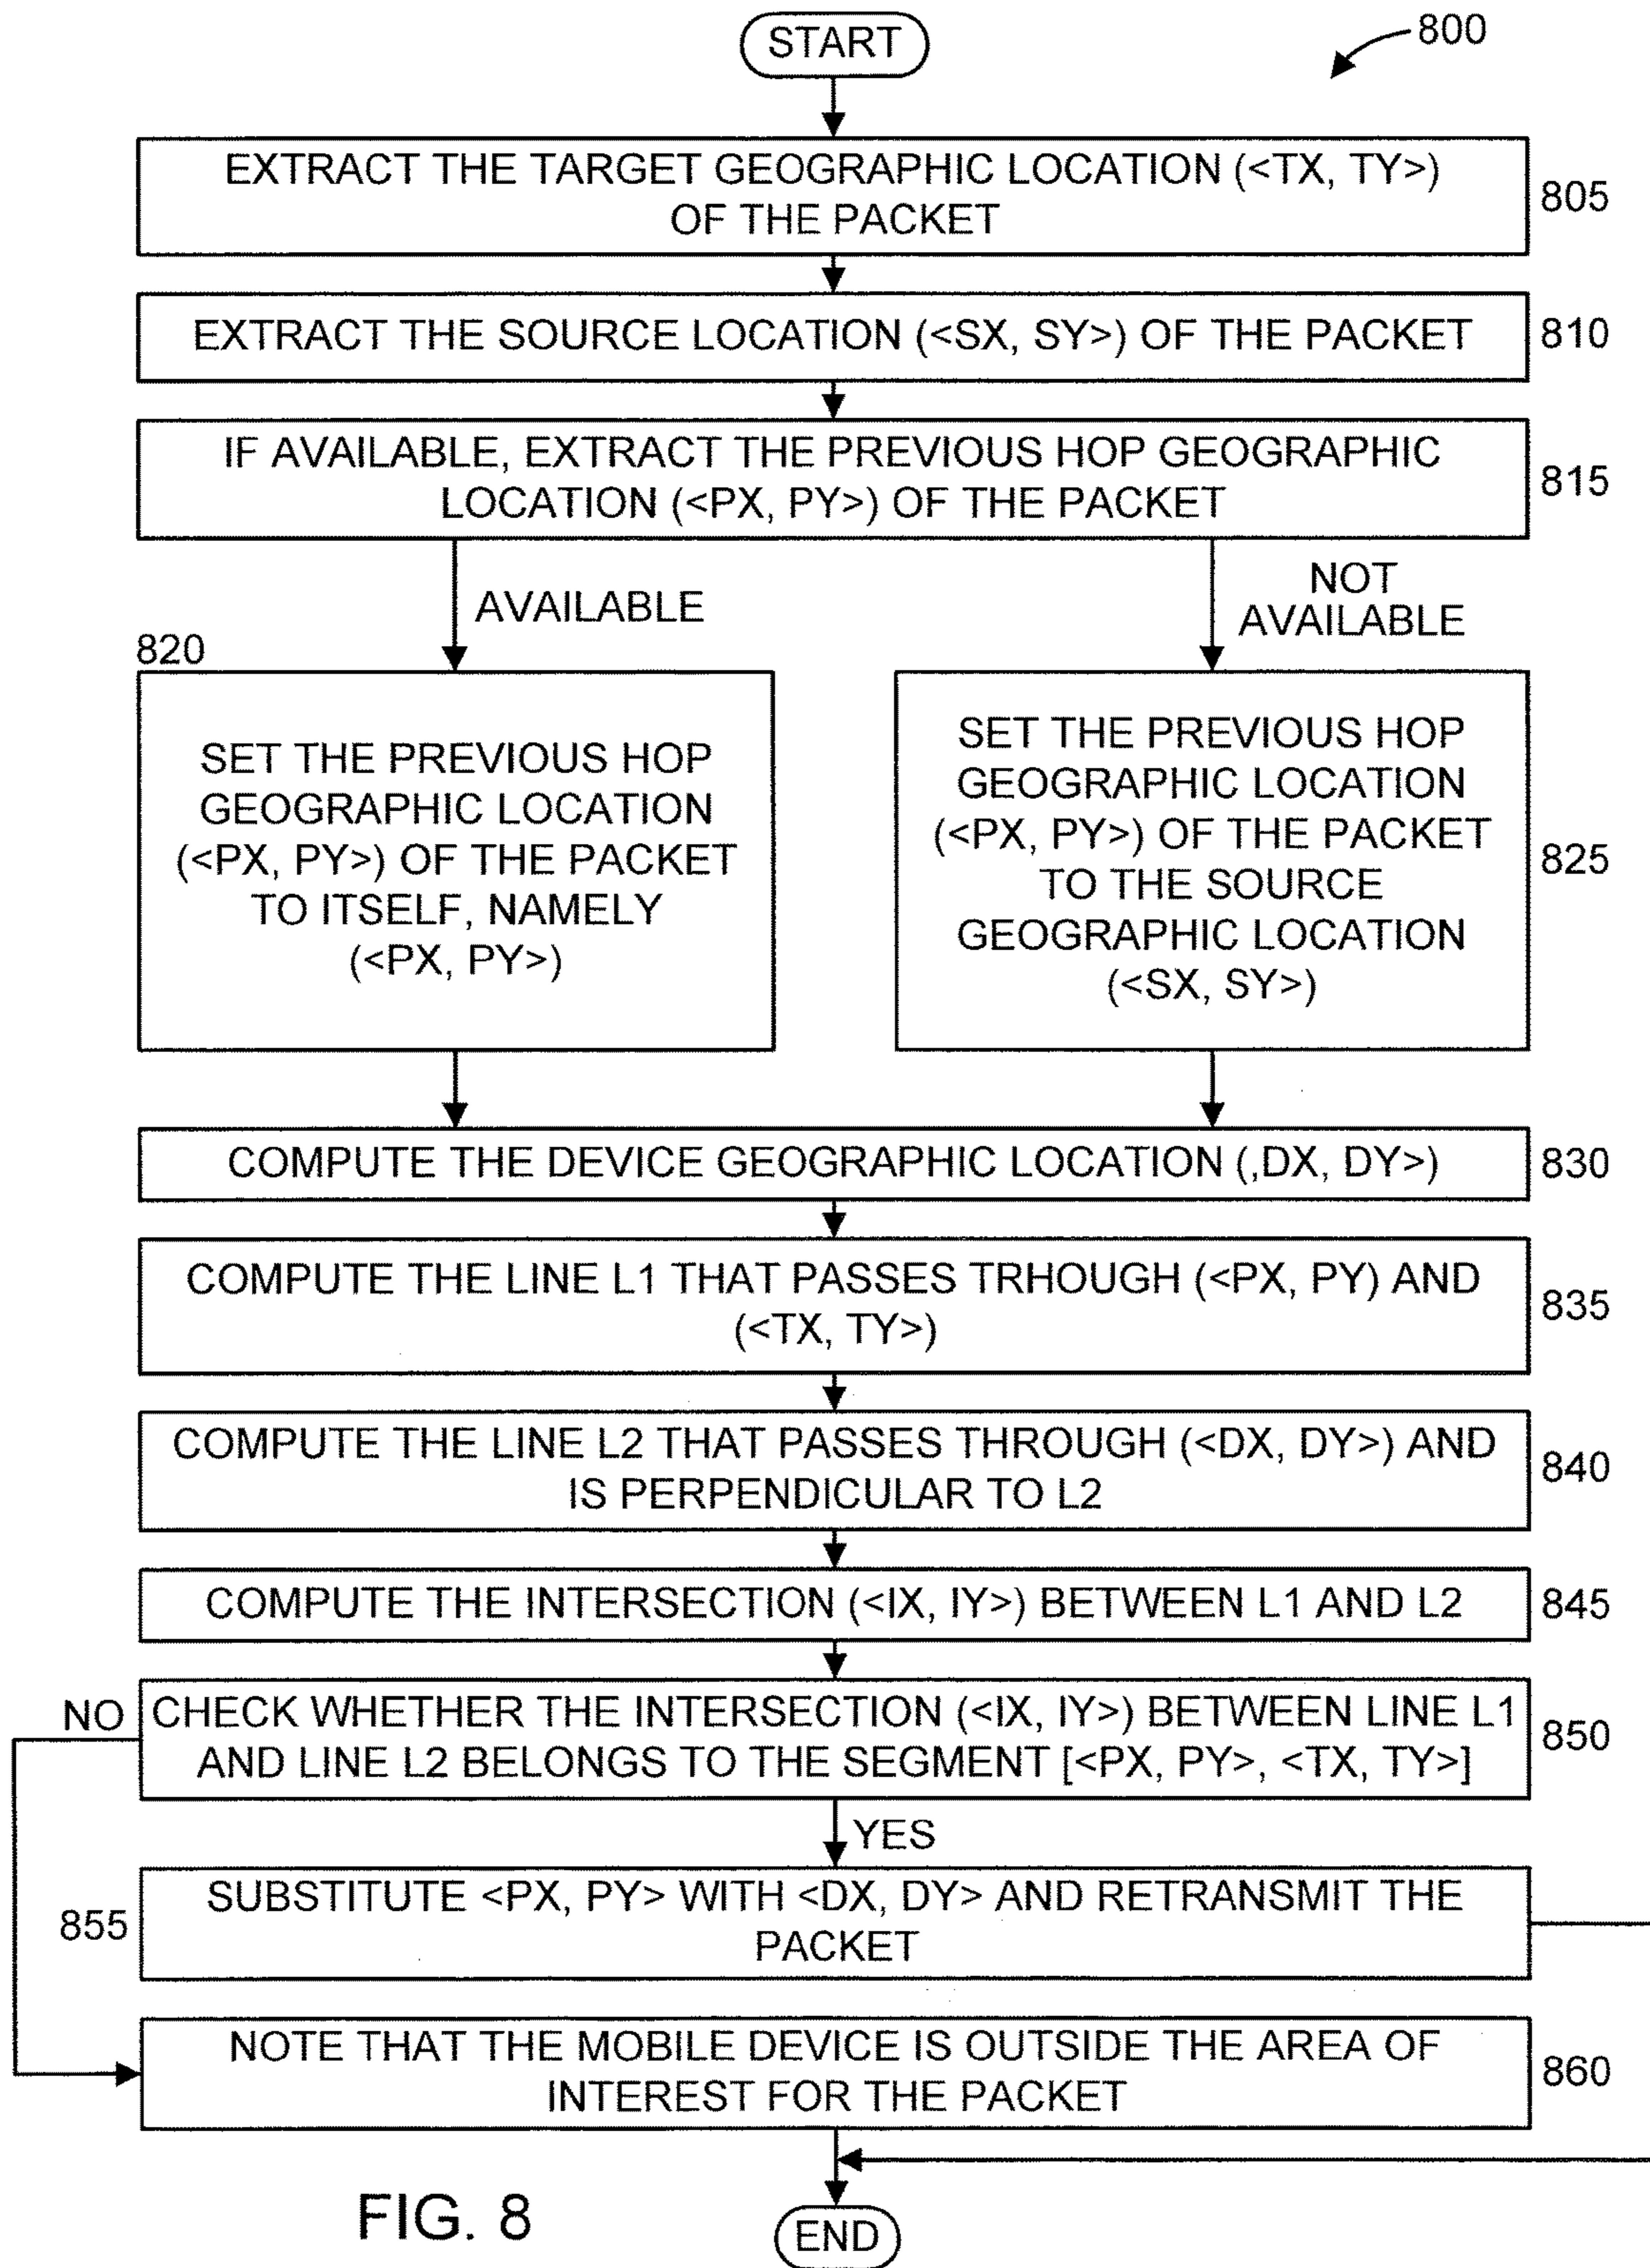 START
800
EXTRACT THE TARGET GEOGRAPHIC LOCATION (<TX, TY>)
OF THE PACKET
805
EXTRACT THE SOURCE LOCATION (<SX, SY>) OF THE PACKET
810
IF AVAILABLE, EXTRACT THE PREVIOUS HOP GEOGRAPHIC
LOCATION (<PX, PY>) OF THE PACKET
815
AVAILABLE
NOT
AVAILABLE
820
SET THE PREVIOUS HOP
GEOGRAPHIC LOCATION
(<PX, PY>) OF THE PACKET
TO ITSELF, NAMELY
(<PX, PY>)
SET THE PREVIOUS HOP
GEOGRAPHIC LOCATION
(<PX, PY>) OF THE PACKET
TO THE SOURCE
GEOGRAPHIC LOCATION
(<SX, SY>)
825
COMPUTE THE DEVICE GEOGRAPHIC LOCATION (,DX, DY>)
830
COMPUTE THE LINE L1 THAT PASSES TRHOUGH (<PX, PY) AND
(<TX, TY>)
835
COMPUTE THE LINE L2 THAT PASSES THROUGH (<DX, DY>) AND
IS PERPENDICULAR TO L2
840
COMPUTE THE INTERSECTION (<IX, IY>) BETWEEN L1 AND L2
845
NO
CHECK WHETHER THE INTERSECTION (<IX, IY>) BETWEEN LINE L1
AND LINE L2 BELONGS TO THE SEGMENT [<PX, PY>, <TX, TY>]
850
YES
SUBSTITUTE <PX, PY> WITH <DX, DY> AND RETRANSMIT THE
PACKET
855
NOTE THAT THE MOBILE DEVICE IS OUTSIDE THE AREA OF
INTEREST FOR THE PACKET
860
FIG. 8
END